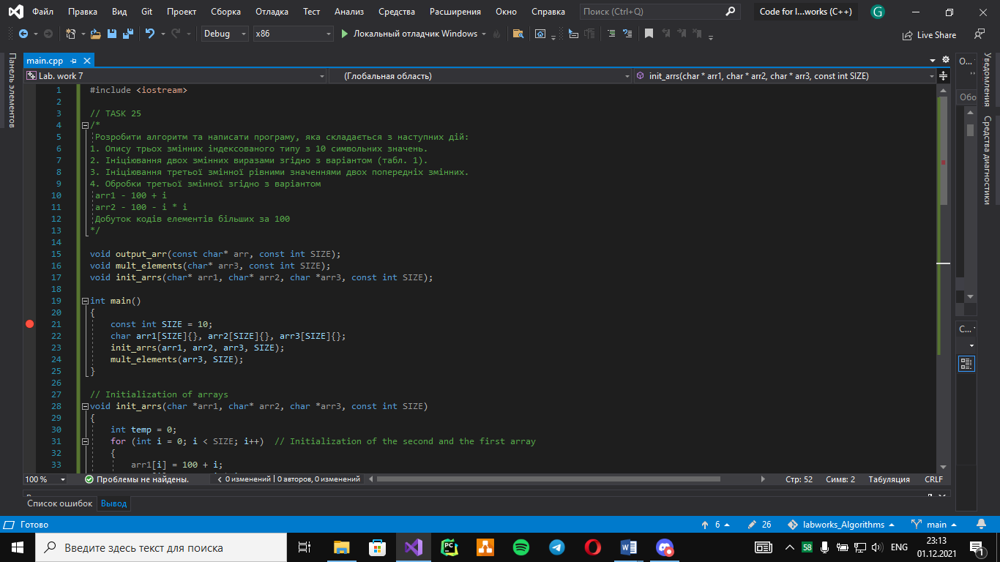 Файл Правка Вид Git Проект Сборка Отладка Тест Анализ Средства Расширения Окно Справка Поиск (Ctrl+Q) Code for l...works (C++) G
Debug x86 Локальный отладчик Windows Live Share
Панель элементов
main.cpp
Lab. work 7 (Глобальная область) init_arrs(char * arr1, char * arr2, char * arr3, const int SIZE)
1 #include <iostream>
2
3 // TASK 25
4 /*
5 Розробити алгоритм та написати програму, яка складається з наступних дій:
6 1. Опису трьох змінних індексованого типу з 10 символьних значень.
7 2. Ініціювання двох змінних виразами згідно з варіантом (табл. 1).
8 3. Ініціювання третьої змінної рівними значеннями двох попередніх змінних.
9 4. Обробки третьої змінної згідно з варіантом
10 arr1 - 100 + i
11 arr2 - 100 - i * i
12 Добуток кодів елементів більших за 100
13 */
14
15 void output_arr(const char* arr, const int SIZE);
16 void mult_elements(char* arr3, const int SIZE);
17 void init_arrs(char* arr1, char* arr2, char *arr3, const int SIZE);
18
19 int main()
20 {
21 const int SIZE = 10;
22 char arr1[SIZE]{}, arr2[SIZE]{}, arr3[SIZE]{};
23 init_arrs(arr1, arr2, arr3, SIZE);
24 mult_elements(arr3, SIZE);
25 }
26
27 // Initialization of arrays
28 void init_arrs(char *arr1, char* arr2, char *arr3, const int SIZE)
29 {
30 int temp = 0;
31 for (int i = 0; i < SIZE; i++) // Initialization of the second and the first array
32 {
33 arr1[i] = 100 + i;
О...
Обо
С...
Уведомления
Средства диагностики
100 % Проблемы не найдены. 0 изменений | 0 авторов, 0 изменений Стр: 52 Симв: 2 Табуляция CRLF
Список ошибок Вывод
Готово 6 26 labworks_Algorithms main
Введите здесь текст для поиска PC W 58 ENG 23:13
01.12.2021 1